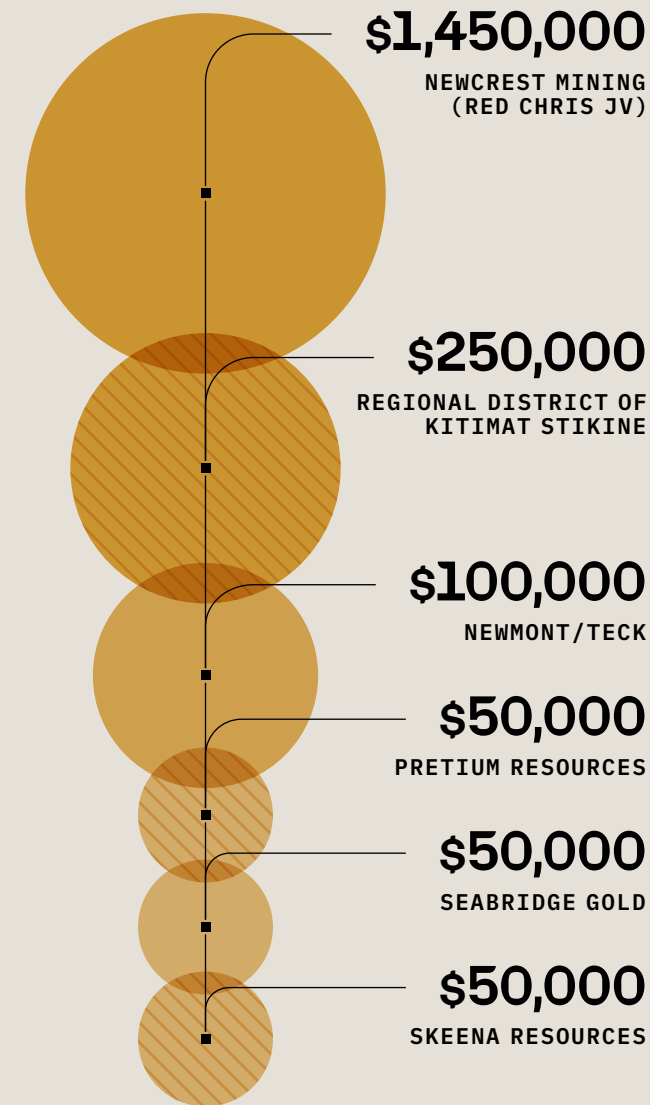 $1,450,000
NEWCREST MINING
(RED CHRIS JV)
$250,000
REGIONAL DISTRICT OF
KITIMAT STIKINE
$100,000
NEWMONT/TECK
$50,000
PRETIUM RESOURCES
$50,000
SEABRIDGE GOLD
$50,000
SKEENA RESOURCES